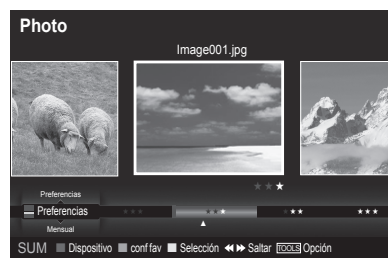 Photo
Image001.jpg
Preferencias
Preferencias
Mensual
SUM Dispositivo conf fav Selección Saltar TOOLS Opción